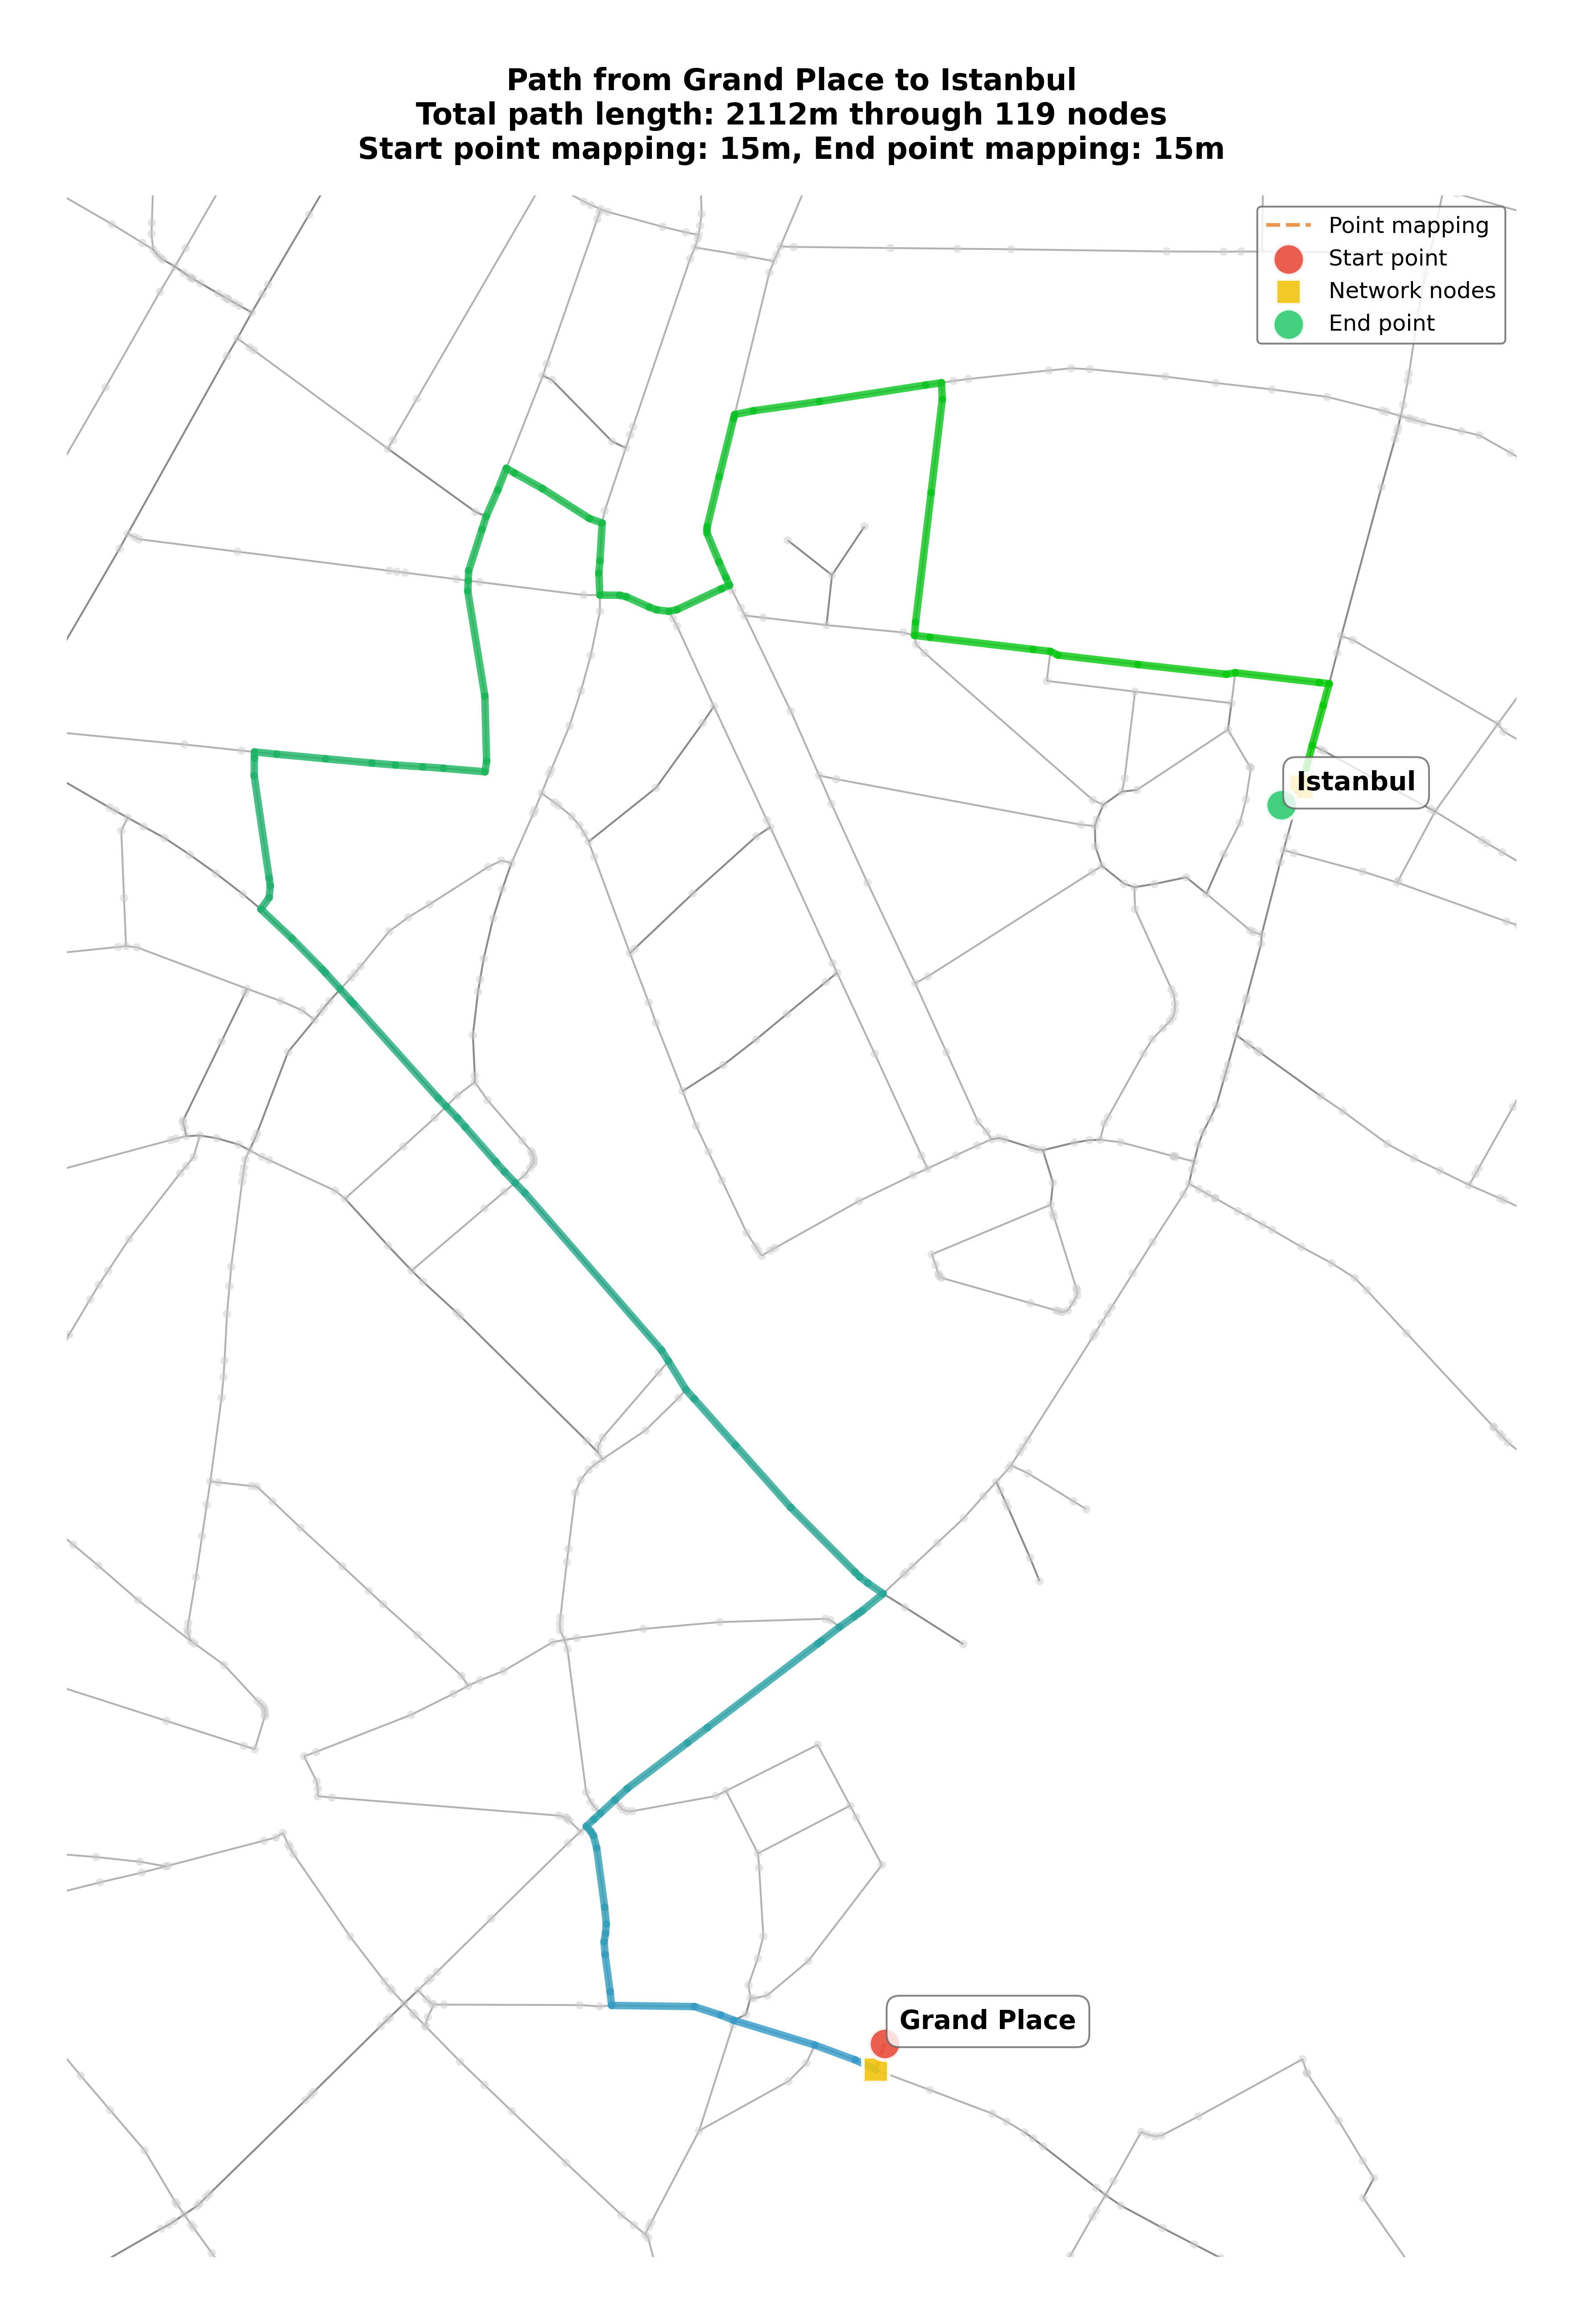 Path from Grand Place to Istanbul
Total path length: 2112m through 119 nodes
Start point mapping: 15m, End point mapping: 15m
Point mapping
Start point
Network nodes
End point
Istanbul
Grand Place